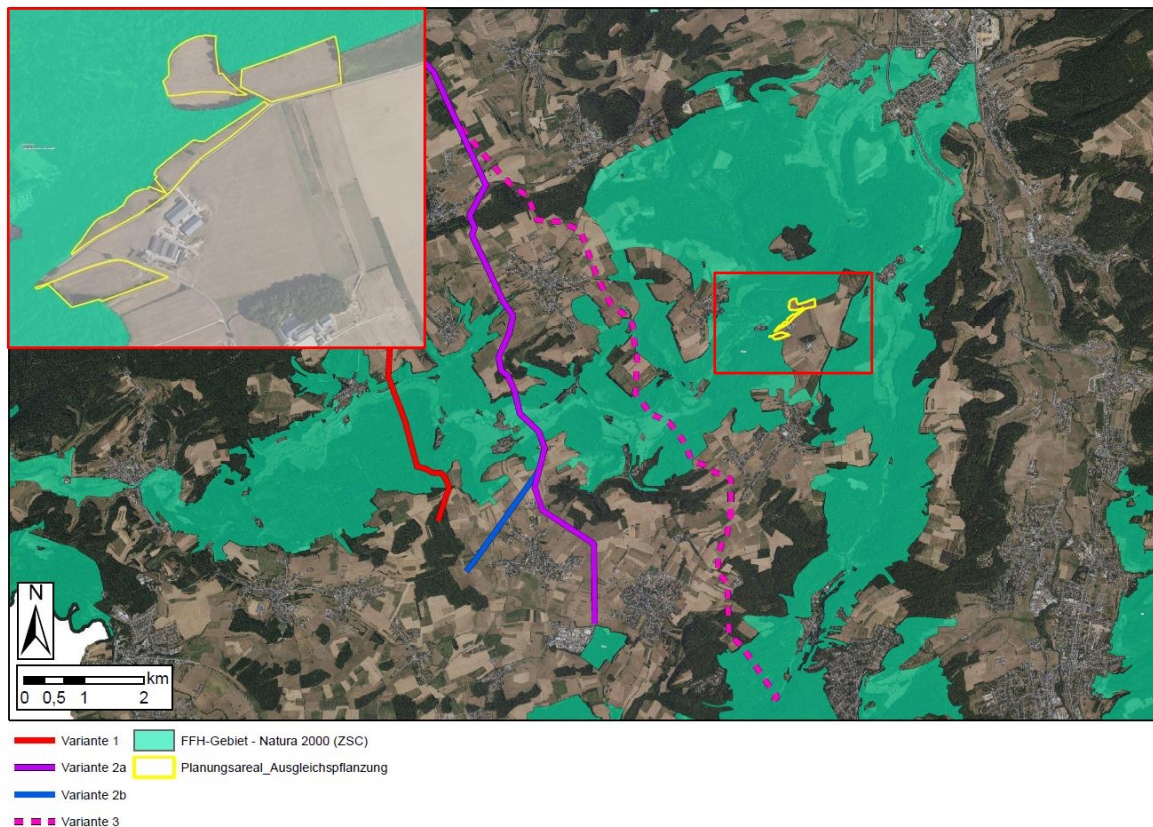 N
km
0 0,5 1 2
Variante 1
FFH-Gebiet - Natura 2000 (ZSC)
Variante 2a
Planungsareal_Ausgleichspflanzung
Variante 2b
Variante 3